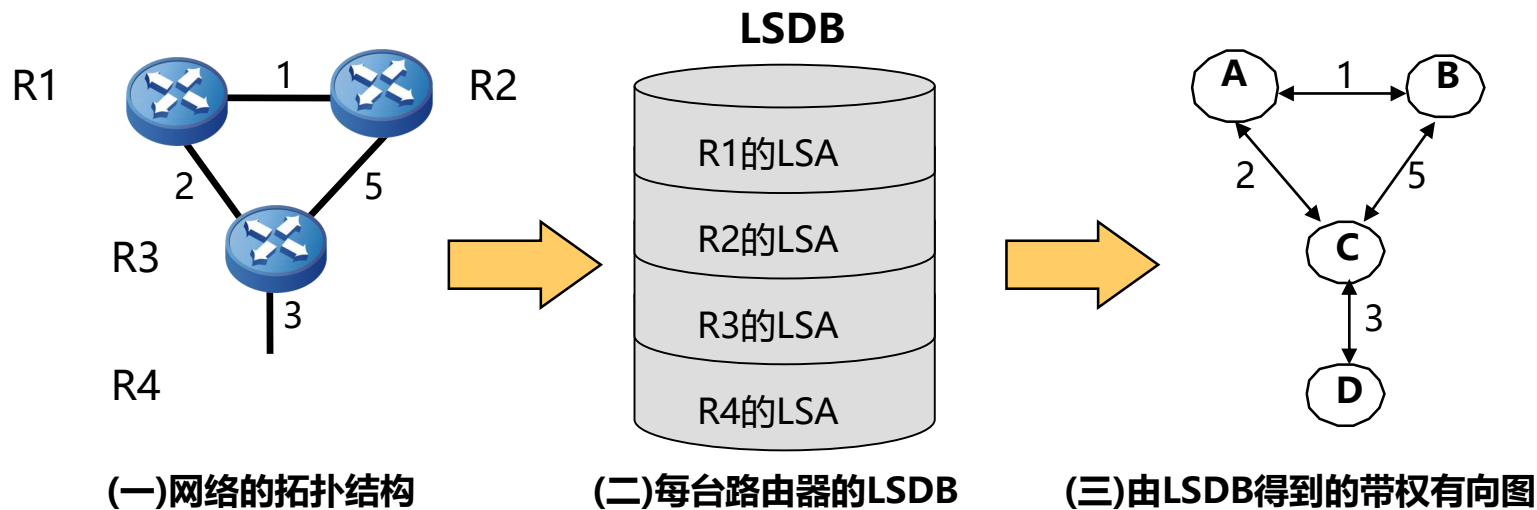 LSDB
R1
1
R2
2
5
R3
3
R4
R1的LSA
R2的LSA
R3的LSA
R4的LSA
A
1
B
2
5
C
3
D
(一)网络的拓扑结构
(二)每台路由器的LSDB
(三)由LSDB得到的带权有向图